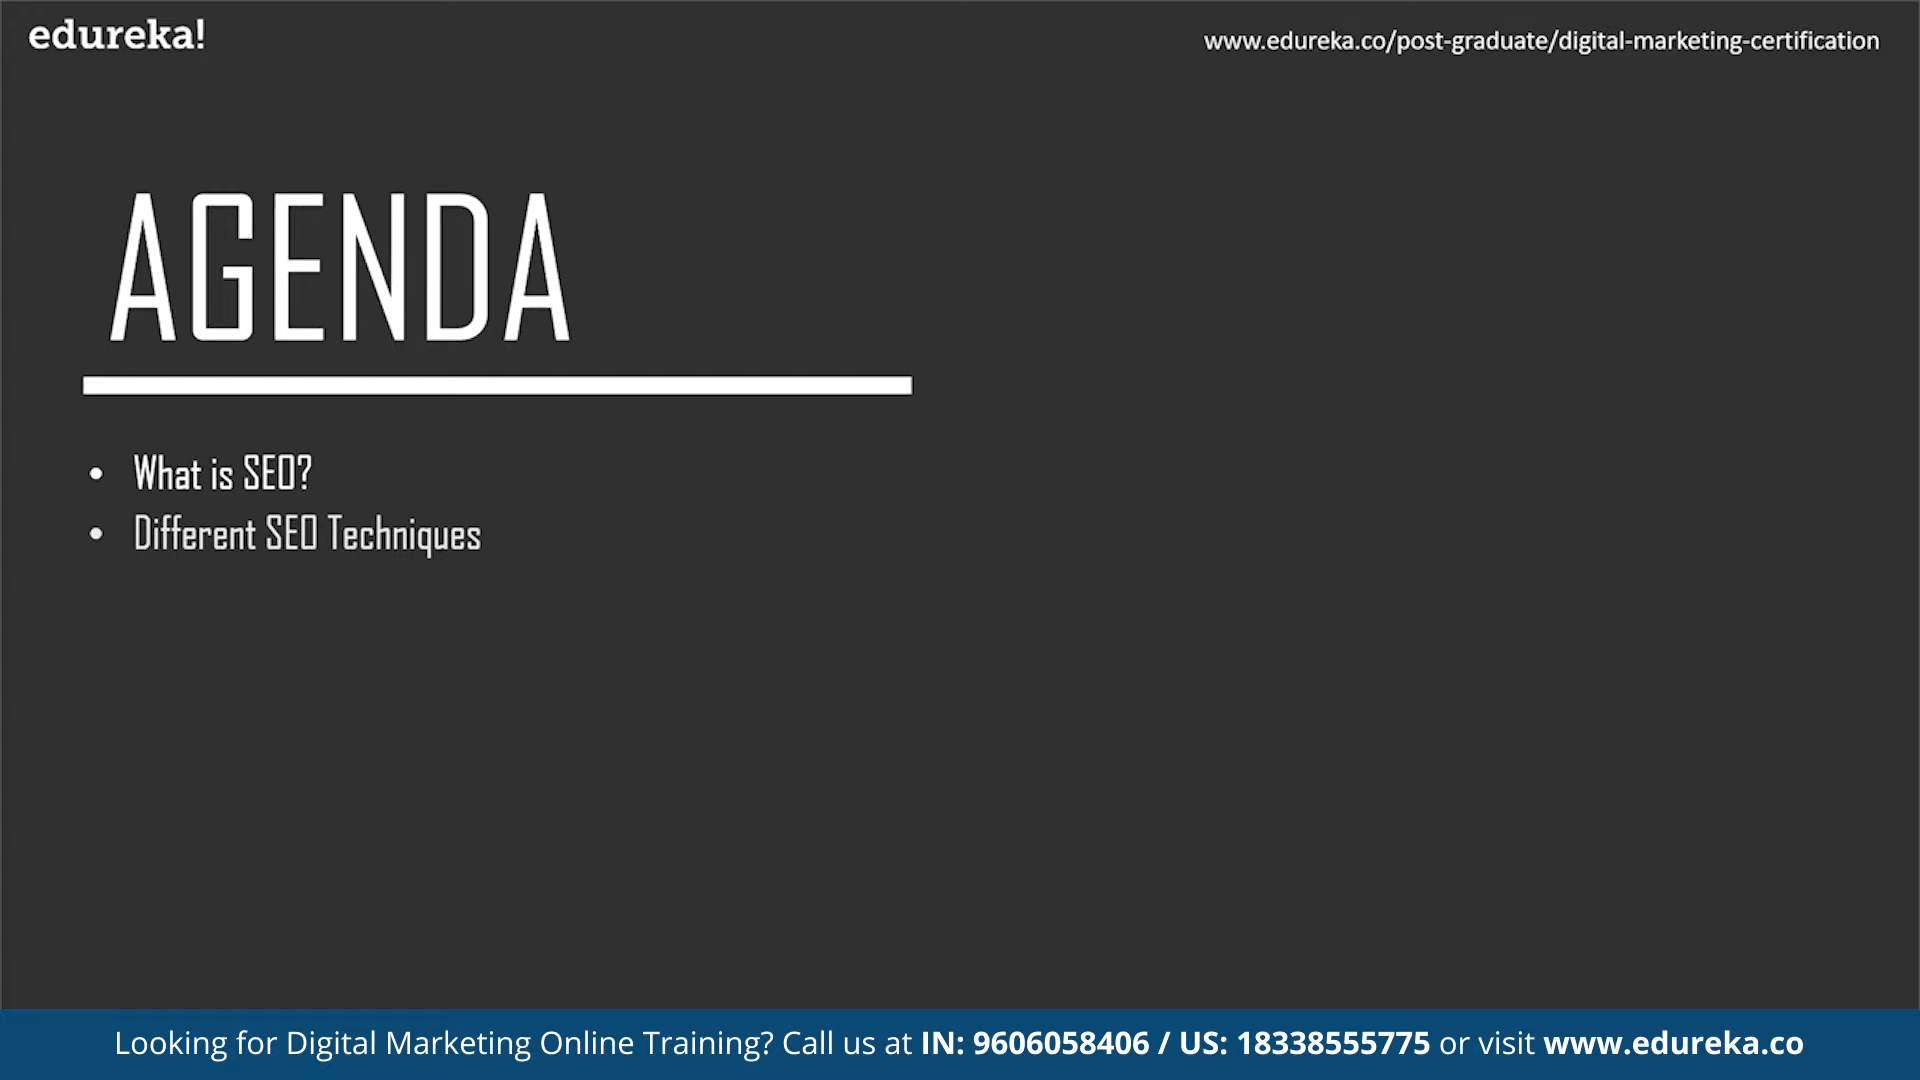 edureka!
www.edureka.co/post-graduate/digital-marketing-certification
AGENDA
• What is SEO?
• Different SEO Techniques
Looking for Digital Marketing Online Training? Call us at IN: 9606058406 / US: 18338555775 or visit www.edureka.co